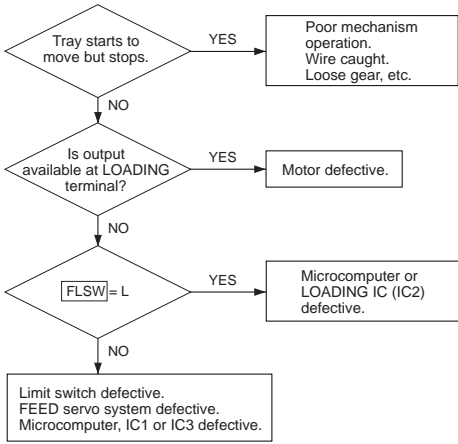 Tray starts to
move but stops.
YES
Poor mechanism
operation.
Wire caught.
Loose gear, etc.
NO
Is output
available at LOADING
terminal?
YES
Motor defective.
NO
FLSW = L
YES
Microcomputer or
LOADING IC (IC2)
defective.
NO
Limit switch defective.
FEED servo system defective.
Microcomputer, IC1 or IC3 defective.